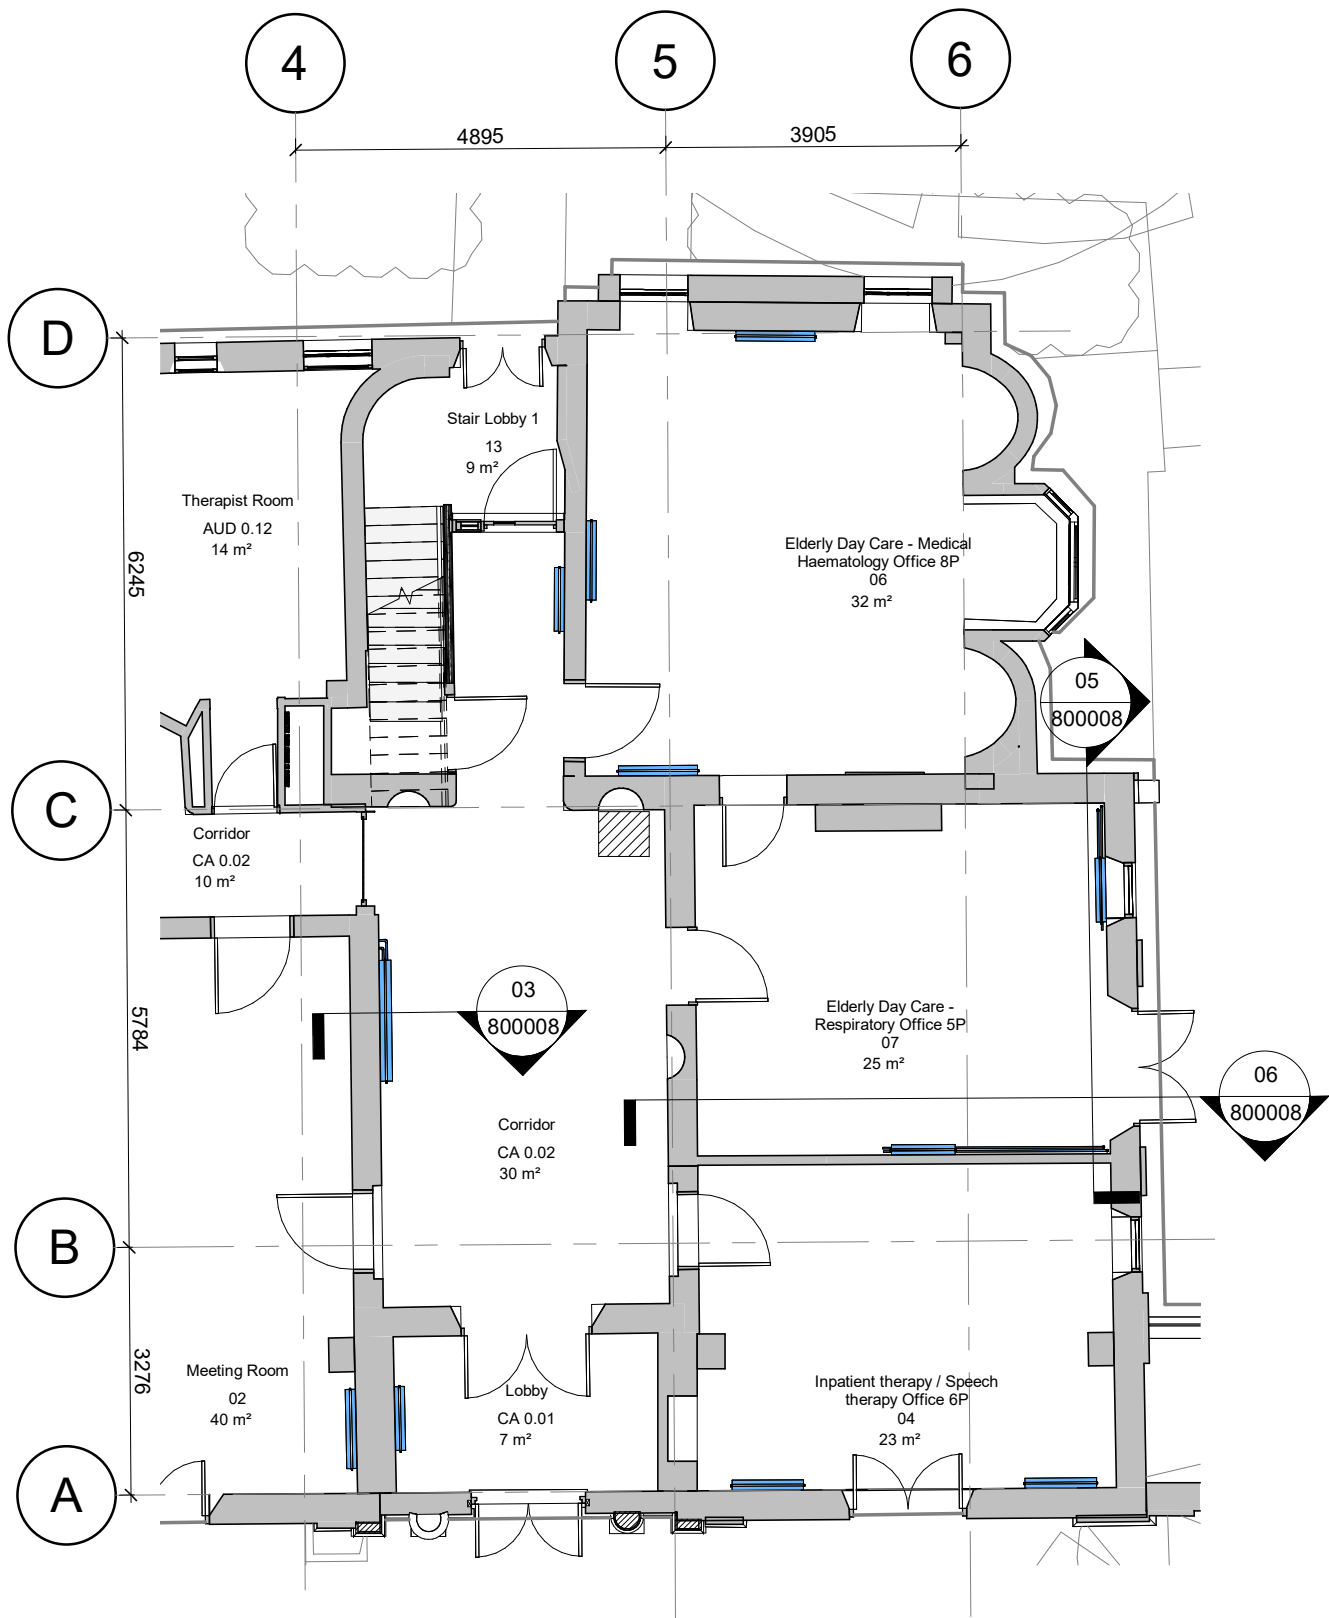 4
5
6
4895
3905
D
Stair Lobby 1
13
9 m²
Therapist Room
AUD 0.12
14 m²
6245
Elderly Day Care - Medical
Haematology Office 8P
06
32 m²
05
800008
C
Corridor
CA 0.02
10 m²
03
800008
5784
Elderly Day Care -
Respiratory Office 5P
07
25 m²
06
800008
Corridor
CA 0.02
30 m²
B
3276
Meeting Room
02
40 m²
Lobby
CA 0.01
7 m²
Inpatient therapy / Speech
therapy Office 6P
04
23 m²
A